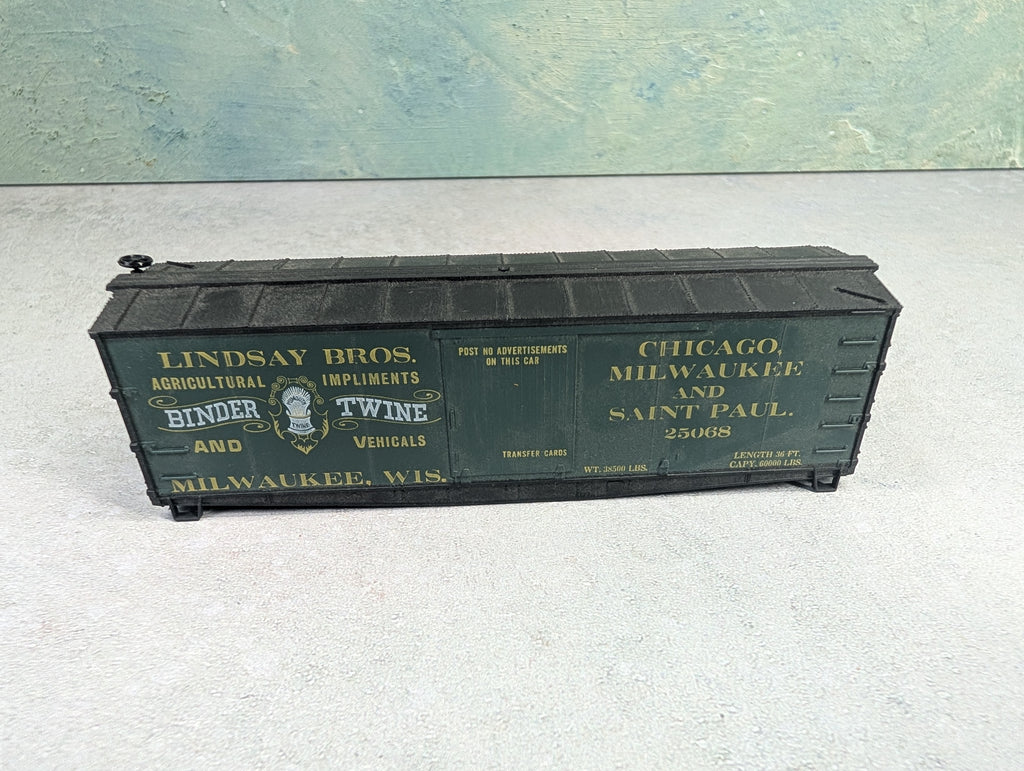 LINDSAY BROS.
AGRICULTURAL IMPLIMENTS
BINDER TWINE
TWINE
AND VEHICALS
MILWAUKEE, WIS.
POST NO ADVERTISEMENTS
ON THIS CAR
TRANSFER CARDS
CHICAGO,
MILWAUKEE
AND
SAINT PAUL.
25068
WT. 38500 LBS.
LENGTH 36 FT.
CAPY. 60000 LBS.